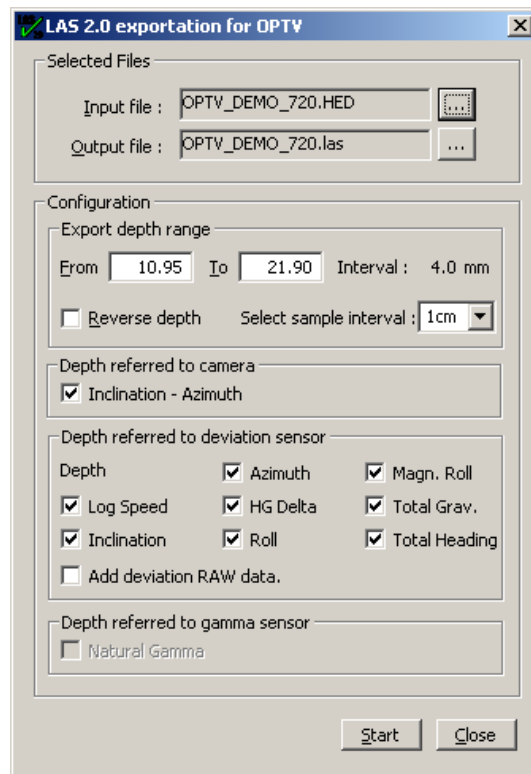 LAS 2.0 exportation for OPTV
Selected Files
Input file : OPTV_DEMO_720.HED ...
Output file : OPTV_DEMO_720.las ...
Configuration
Export depth range
From 10.95 To 21.90 Interval : 4.0 mm
Reverse depth Select sample interval : 1cm
Depth referred to camera
Inclination - Azimuth
Depth referred to deviation sensor
Depth Azimuth Magn. Roll
Log Speed HG Delta Total Grav.
Inclination Roll Total Heading
Add deviation RAW data.
Depth referred to gamma sensor
Natural Gamma
Start Close